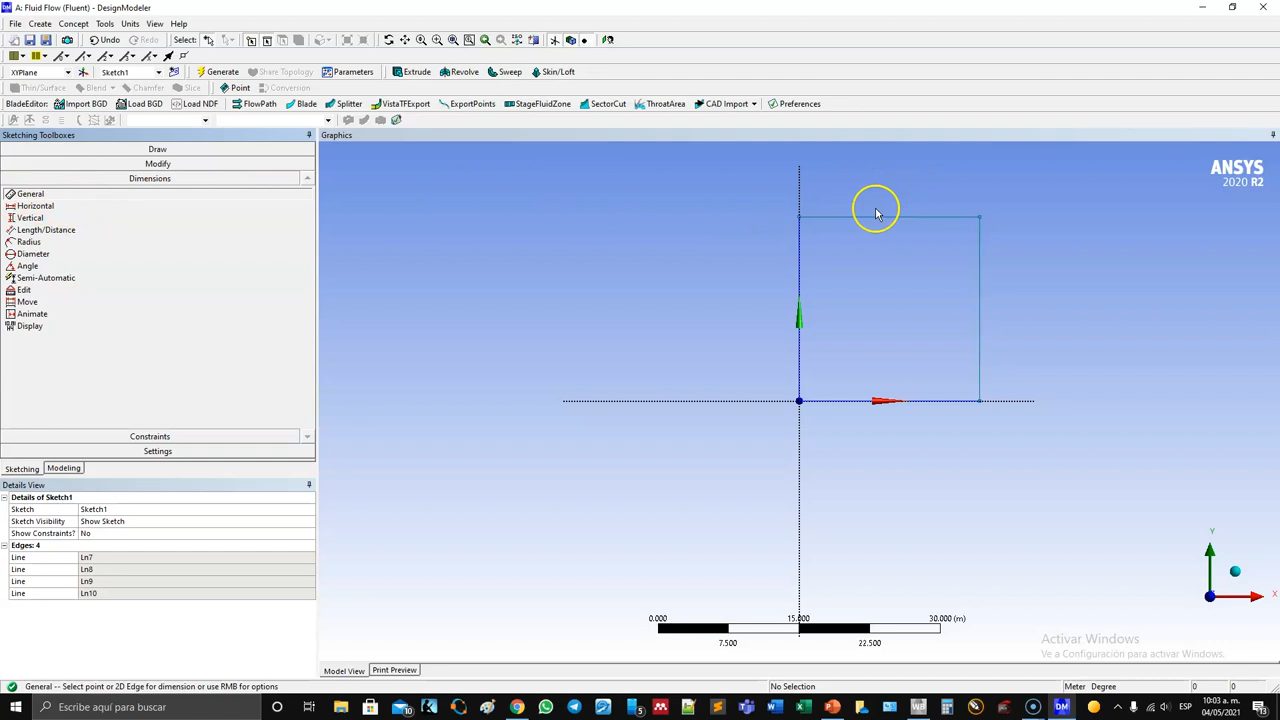 A: Fluid Flow (Fluent) - DesignModeler
File Create Concept Tools Units View Help
Undo Redo Select:
XYPlane Sketch1 Generate Share Topology Parameters Extrude Revolve Sweep Skin/Loft
Thin/Surface Blend Chamfer Slice Point Conversion
BladeEditor: Import BGD Load BGD Load NDF FlowPath Blade Splitter VistaTFExport ExportPoints StageFluidZone SectorCut ThroatArea CAD Import Preferences
Sketching Toolboxes
Graphics
Draw
Modify
Dimensions
General
Horizontal
Vertical
Length/Distance
Radius
Diameter
Angle
Semi-Automatic
Edit
Move
Animate
Display
Constraints
Settings
Sketching Modeling
Details View
Details of Sketch1
Sketch Sketch1
Sketch Visibility Show Sketch
Show Constraints? No
Edges: 4
Line Ln7
Line Ln8
Line Ln9
Line Ln10
ANSYS
2020 R2
Y
X
0.000 30.000 (m)
7.500 22.500
Activar Windows
Ve a Configuración para activar Windows.
Model View Print Preview
General -- Select point or 2D Edge for dimension or use RMB for options No Selection Meter Degree 0 0
Escribe aquí para buscar ESP 10:03 a. m. 04/05/2021